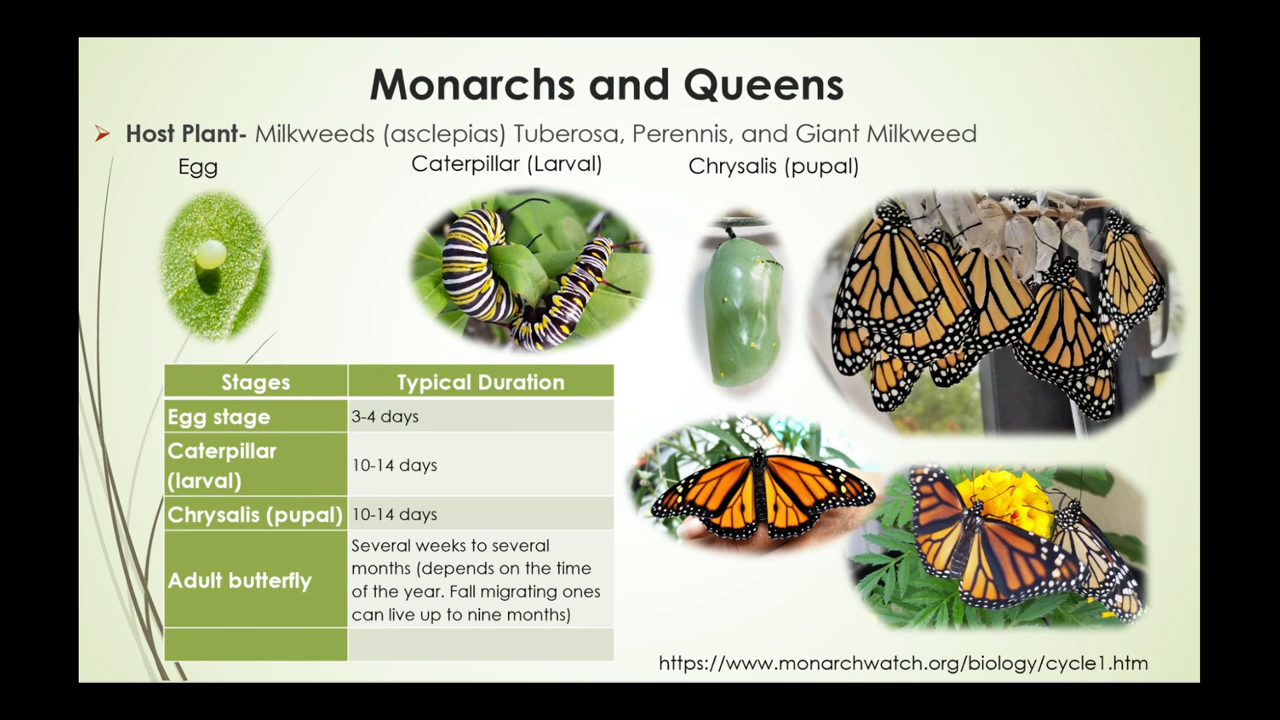 Monarchs and Queens
Host Plant- Milkweeds (asclepias) Tuberosa, Perennis, and Giant Milkweed
Egg
Caterpillar (Larval)
Chrysalis (pupal)
Stages
Typical Duration
Egg stage
3-4 days
Caterpillar
(larval)
10-14 days
Chrysalis (pupal)
10-14 days
Adult butterfly
Several weeks to several
months (depends on the time
of the year. Fall migrating ones
can live up to nine months)
https://www.monarchwatch.org/biology/cycle1.htm